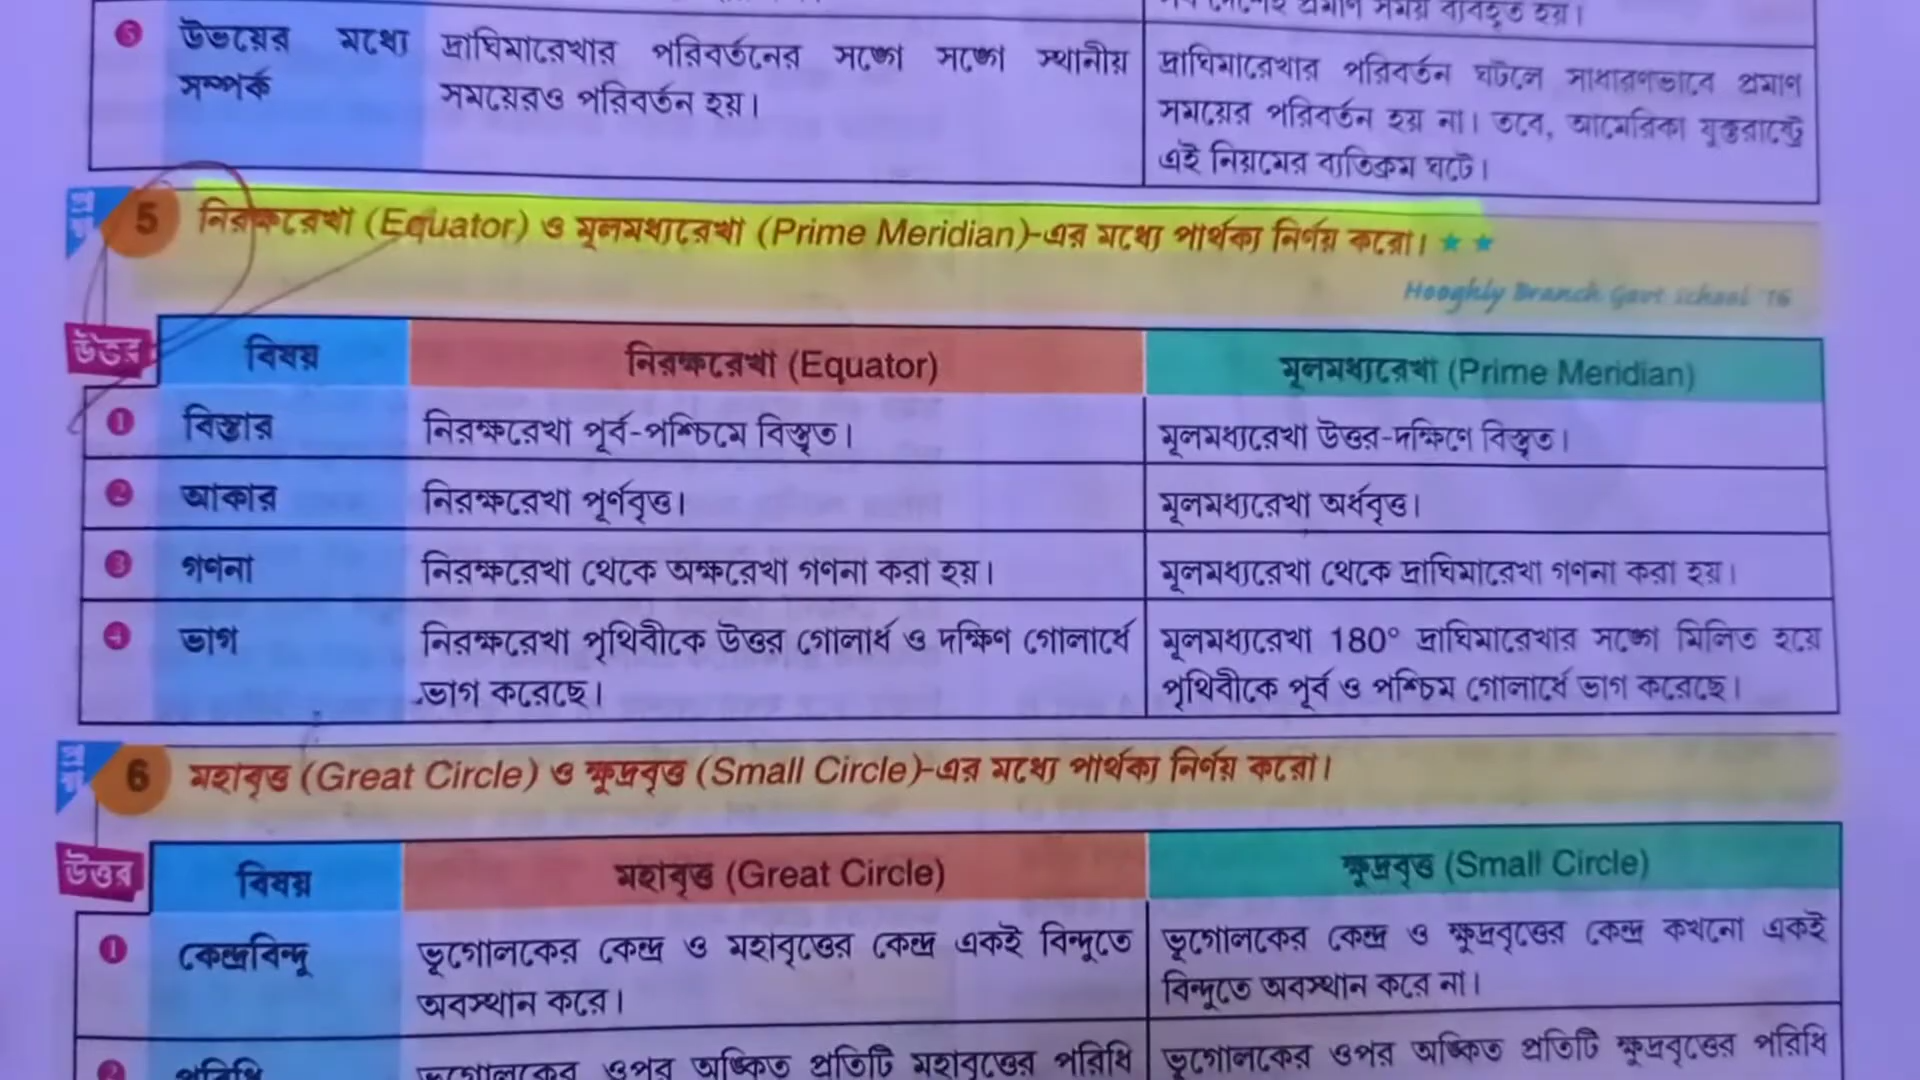 উভয়ের মধ্যে
সম্পর্ক
দ্রাঘিমারেখার পরিবর্তনের সঙ্গে সঙ্গে স্থানীয়
সময়েরও পরিবর্তন হয়।
প্রমাণ সময় ব্যবহৃত হয়।
দ্রাঘিমারেখার পরিবর্তন ঘটলে সাধারণভাবে প্রমাণ
সময়ের পরিবর্তন হয় না। তবে, আমেরিকা যুক্তরাষ্ট্রে
এই নিয়মের ব্যতিক্রম ঘটে।
প্রশ্ন 5 নিরক্ষরেখা (Equator) ও মূলমধ্যরেখা (Prime Meridian)-এর মধ্যে পার্থক্য নির্ণয় করো। ★ ★
Hooghly Branch Govt School '16
উত্তর
বিষয় নিরক্ষরেখা (Equator) মূলমধ্যরেখা (Prime Meridian)
1 বিস্তার নিরক্ষরেখা পূর্ব-পশ্চিমে বিস্তৃত। মূলমধ্যরেখা উত্তর-দক্ষিণে বিস্তৃত।
2 আকার নিরক্ষরেখা পূর্ণবৃত্ত। মূলমধ্যরেখা অর্ধবৃত্ত।
3 গণনা নিরক্ষরেখা থেকে অক্ষরেখা গণনা করা হয়। মূলমধ্যরেখা থেকে দ্রাঘিমারেখা গণনা করা হয়।
4 ভাগ নিরক্ষরেখা পৃথিবীকে উত্তর গোলার্ধ ও দক্ষিণ গোলার্ধে
ভাগ করেছে।
মূলমধ্যরেখা 180° দ্রাঘিমারেখার সঙ্গে মিলিত হয়ে
পৃথিবীকে পূর্ব ও পশ্চিম গোলার্ধে ভাগ করেছে।
প্রশ্ন 6 মহাবৃত্ত (Great Circle) ও ক্ষুদ্রবৃত্ত (Small Circle)-এর মধ্যে পার্থক্য নির্ণয় করো।
উত্তর
বিষয় মহাবৃত্ত (Great Circle) ক্ষুদ্রবৃত্ত (Small Circle)
1 কেন্দ্রবিন্দু ভূগোলকের কেন্দ্র ও মহাবৃত্তের কেন্দ্র একই বিন্দুতে
অবস্থান করে।
ভূগোলকের কেন্দ্র ও ক্ষুদ্রবৃত্তের কেন্দ্র কখনো একই
বিন্দুতে অবস্থান করে না।
2 পরিধি ভূগোলকের ওপর অঙ্কিত প্রতিটি মহাবৃত্তের পরিধি
ভূগোলকের ওপর অঙ্কিত প্রতিটি ক্ষুদ্রবৃত্তের পরিধি